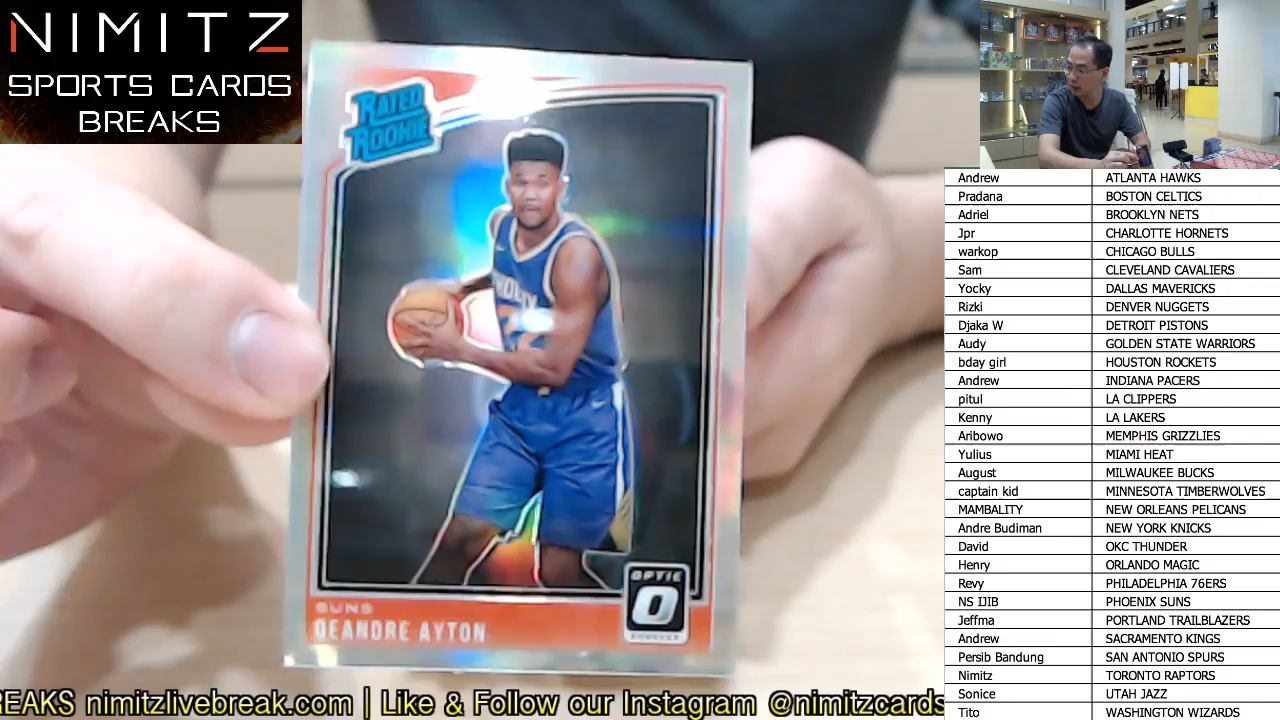 NIMITZ
SPORTS CARDS
BREAKS
RATED
ROOKIE
SUNS
DEANDRE AYTON
OPTIC
O
Andrew ATLANTA HAWKS
Pradana BOSTON CELTICS
Adriel BROOKLYN NETS
Jpr CHARLOTTE HORNETS
warkop CHICAGO BULLS
Sam CLEVELAND CAVALIERS
Yocky DALLAS MAVERICKS
Rizki DENVER NUGGETS
Djaka W DETROIT PISTONS
Audy GOLDEN STATE WARRIORS
bday girl HOUSTON ROCKETS
Andrew INDIANA PACERS
pitul LA CLIPPERS
Kenny LA LAKERS
Aribowo MEMPHIS GRIZZLIES
Yulius MIAMI HEAT
August MILWAUKEE BUCKS
captain kid MINNESOTA TIMBERWOLVES
MAMBALITY NEW ORLEANS PELICANS
Andre Budiman NEW YORK KNICKS
David OKC THUNDER
Henry ORLANDO MAGIC
Revy PHILADELPHIA 76ERS
NS IJIB PHOENIX SUNS
Jeffma PORTLAND TRAILBLAZERS
Andrew SACRAMENTO KINGS
Persib Bandung SAN ANTONIO SPURS
Nimitz TORONTO RAPTORS
Sonice UTAH JAZZ
Tito WASHINGTON WIZARDS
REAKS nimitzlivebreak.com | Like & Follow our Instagram @nimitzcards